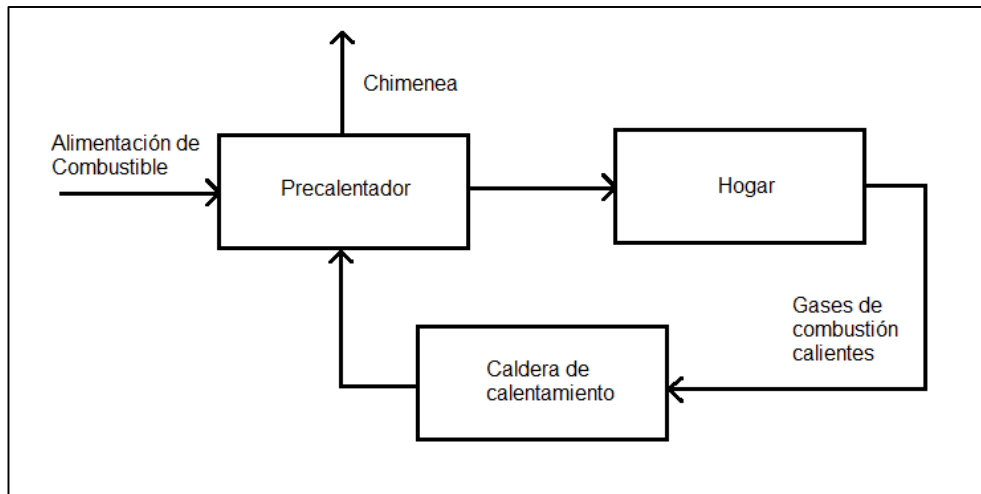 Chimenea
Alimentación de
Combustible
Precalentador
Hogar
Gases de
combustión
calientes
Caldera de
calentamiento